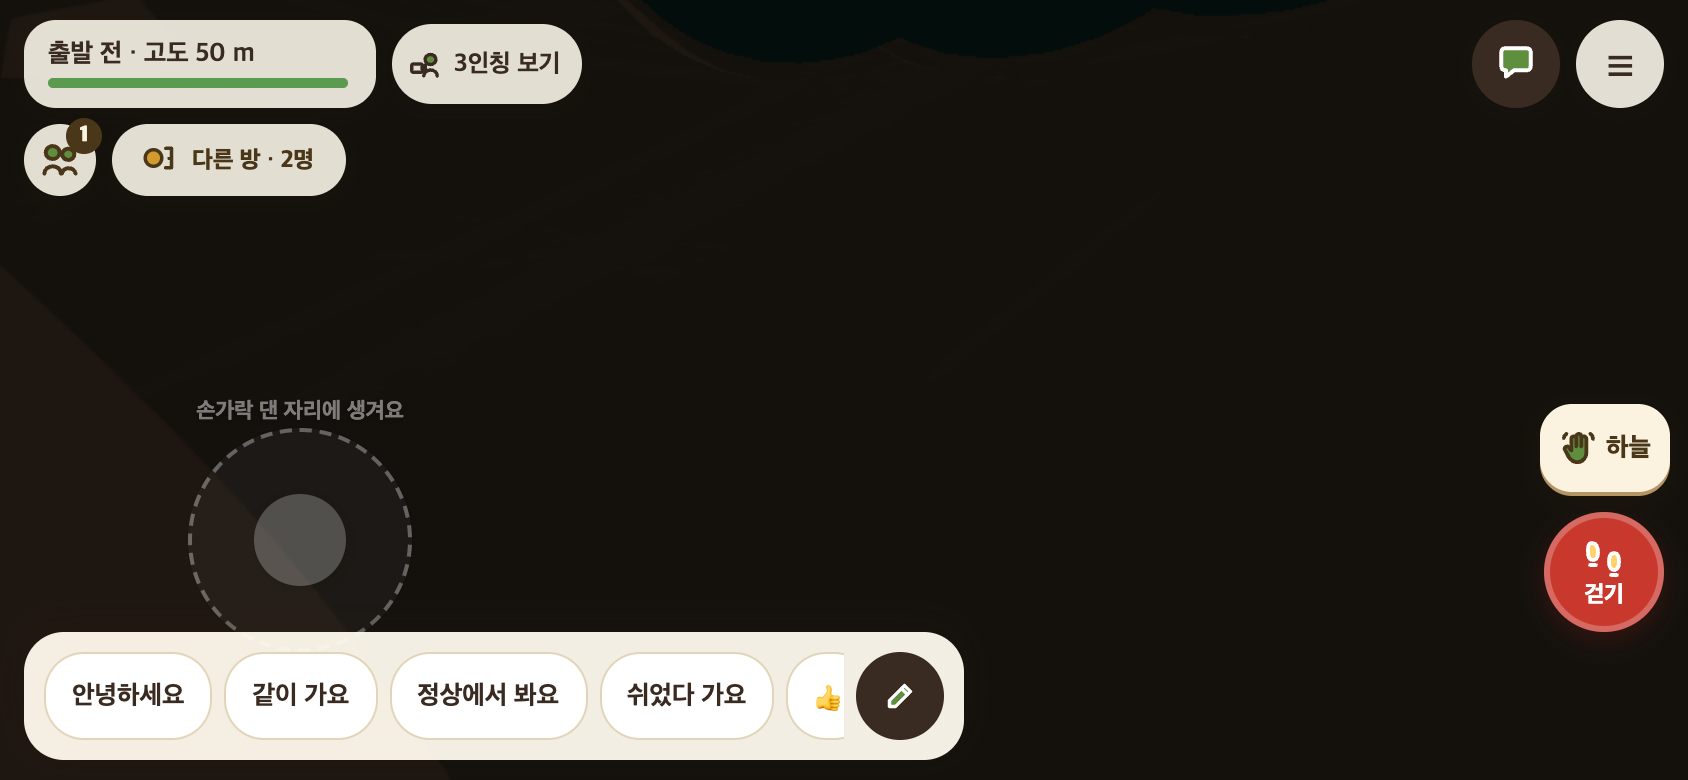 출발 전 · 고도 50 m
3인칭 보기
1
다른 방 · 2명
손가락 댄 자리에 생겨요
하늘
걷기
안녕하세요
같이 가요
정상에서 봐요
쉬었다 가요